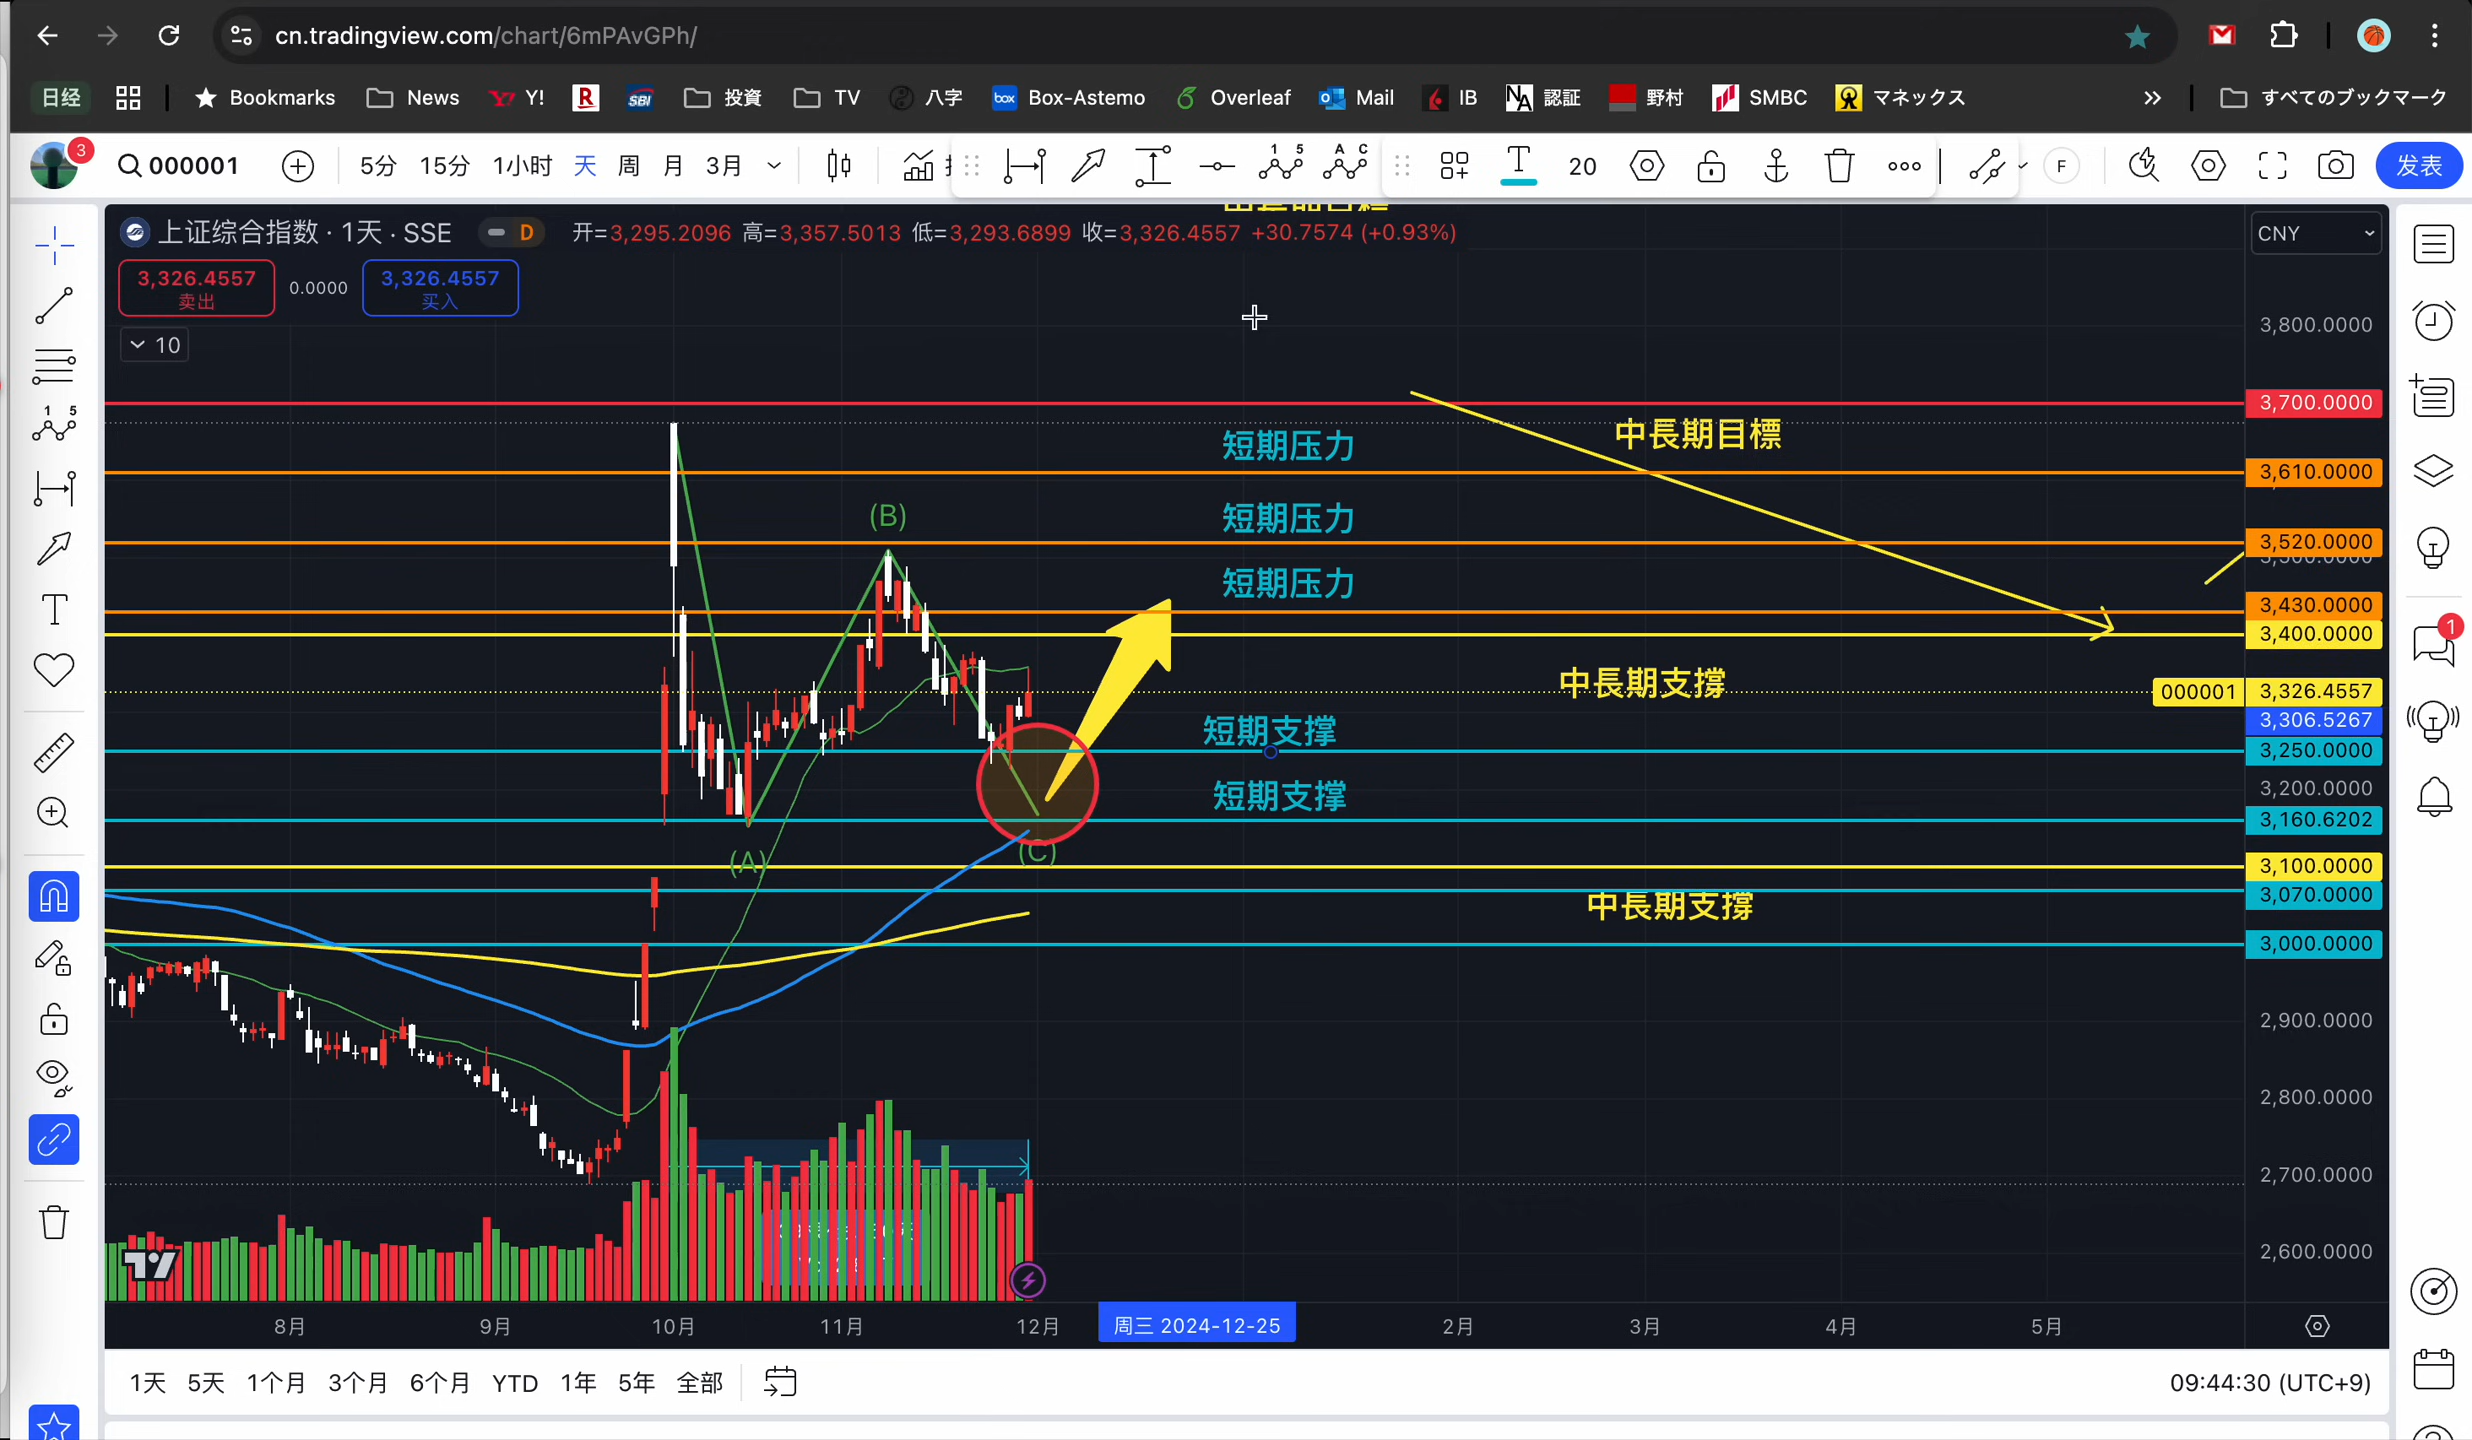 cn.tradingview.com/chart/6mPAvGPh/
日经 Bookmarks News Y! R SBI 投資 TV 八字 box Box-Astemo Overleaf Mail IB NA 認証 野村 SMBC マネックス すべてのブックマーク
3 000001 5分 15分 1小时 天 周 月 3月 1 5 A C T 20 F 发表
上证综合指数 · 1天 · SSE D 开=3,295.2096 高=3,357.5013 低=3,293.6899 收=3,326.4557 +30.7574 (+0.93%) CNY
3,326.4557 卖出 0.0000 3,326.4557 买入
10
3,800.0000
3,700.0000
中長期目標
短期压力
3,610.0000
短期压力
(B)
3,520.0000
短期压力
3,430.0000
3,400.0000
中長期支撐
000001 3,326.4557
3,306.5267
短期支撑
3,250.0000
短期支撑
3,200.0000
3,160.6202
(A)
(C)
3,100.0000
3,070.0000
中長期支撐
3,000.0000
2,900.0000
2,800.0000
2,700.0000
2,600.0000
8月 9月 10月 11月 12月 周三 2024-12-25 2月 3月 4月 5月
1天 5天 1个月 3个月 6个月 YTD 1年 5年 全部 09:44:30 (UTC+9)
1 5
T
1